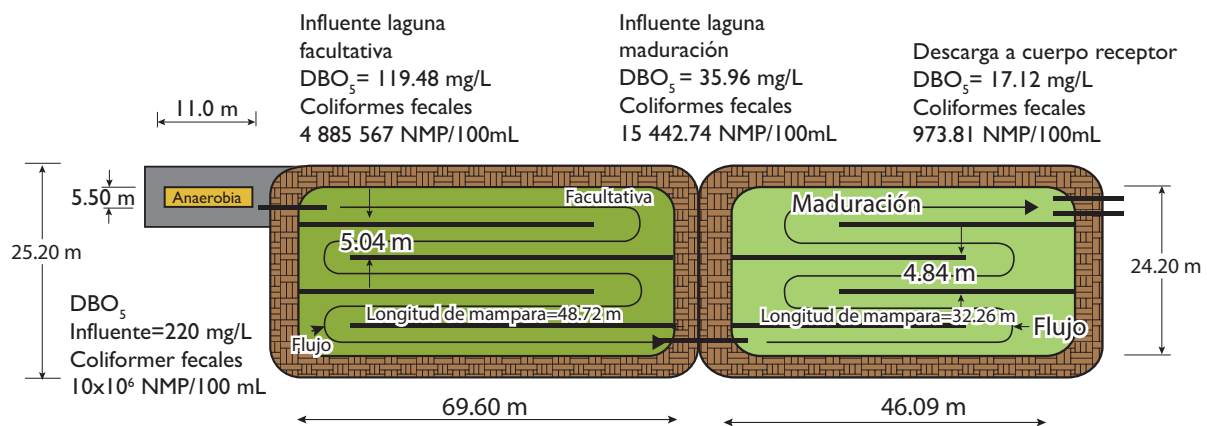 Influente laguna
facultativa
DBO₅= 119.48 mg/L
Coliformes fecales
4 885 567 NMP/100mL
Influente laguna
maduración
DBO₅ = 35.96 mg/L
Coliformes fecales
15 442.74 NMP/100mL
Descarga a cuerpo receptor
DBO₅= 17.12 mg/L
Coliformes fecales
973.81 NMP/100mL
11.0 m
5.50 m
Anaerobia
25.20 m
Facultativa
5.04 m
Longitud de mampara=48.72 m
Flujo
Maduración
4.84 m
Longitud de mampara=32.26 m
Flujo
24.20 m
DBO₅
Influente=220 mg/L
Coliformer fecales
10x10⁶ NMP/100 mL
69.60 m
46.09 m